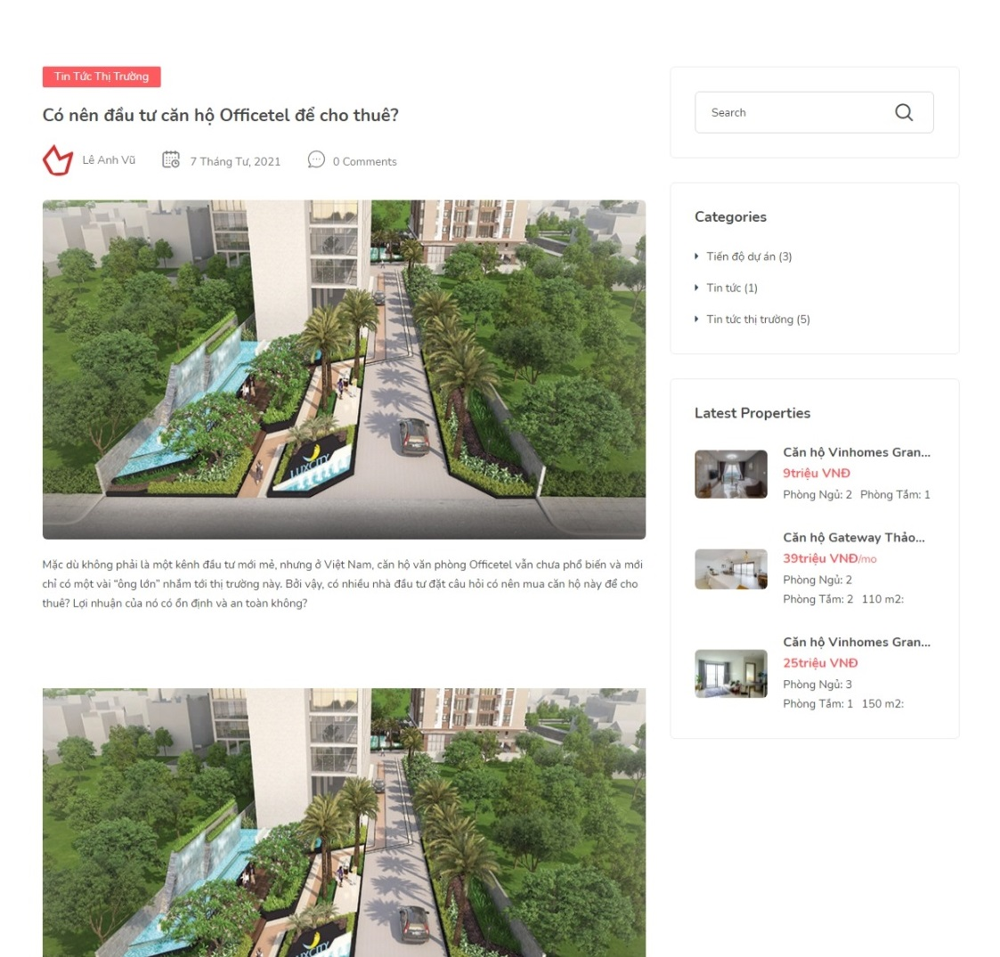 Tin Tức Thị Trường
Có nên đầu tư căn hộ Officetel để cho thuê?
Lê Anh Vũ
7 Tháng Tư, 2021
0 Comments
LUXCITY
Mặc dù không phải là một kênh đầu tư mới mẻ, nhưng ở Việt Nam, căn hộ văn phòng Officetel vẫn chưa phổ biến và mới
chỉ có một vài “ông lớn” nhắm tới thị trường này. Bởi vậy, có nhiều nhà đầu tư đặt câu hỏi có nên mua căn hộ này để cho
thuê? Lợi nhuận của nó có ổn định và an toàn không?
LUXCITY
Search
Categories
Tiến độ dự án (3)
Tin tức (1)
Tin tức thị trường (5)
Latest Properties
Căn hộ Vinhomes Gran...
9triệu VNĐ
Phòng Ngủ: 2 Phòng Tắm: 1
Căn hộ Gateway Thảo...
39triệu VNĐ/mo
Phòng Ngủ: 2
Phòng Tắm: 2 110 m2:
Căn hộ Vinhomes Gran...
25triệu VNĐ
Phòng Ngủ: 3
Phòng Tắm: 1 150 m2: